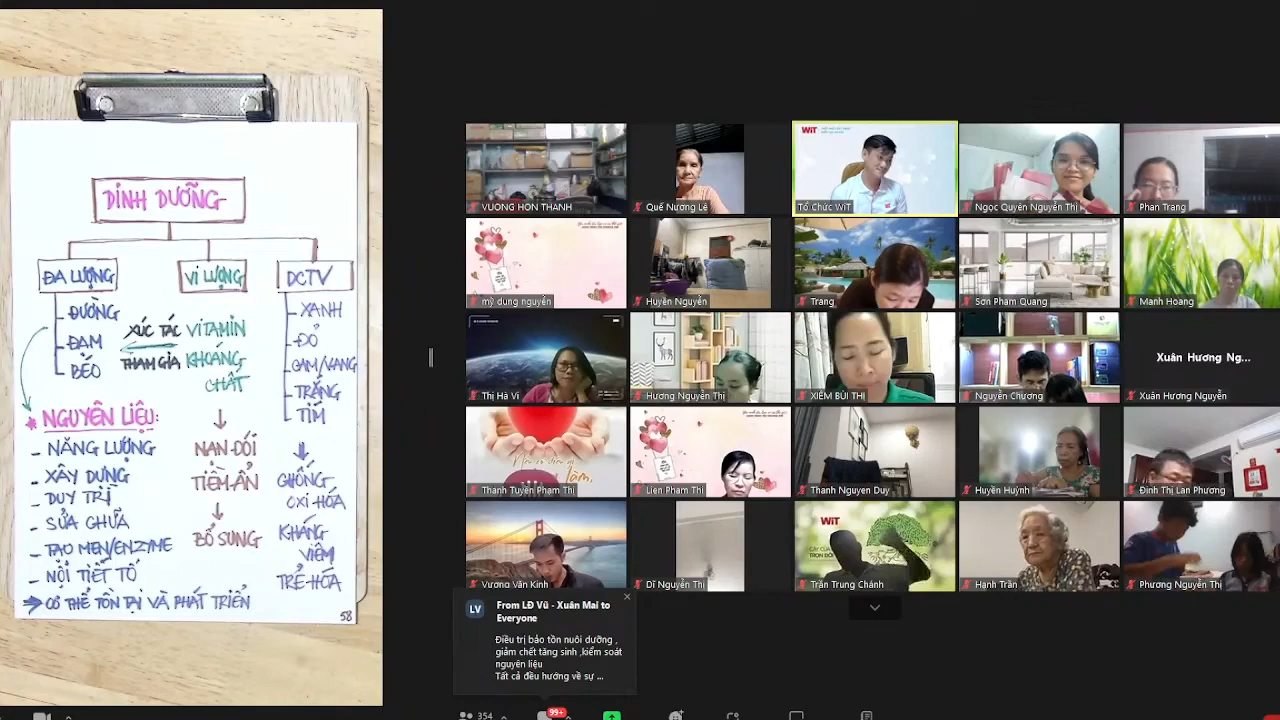 DINH DƯỠNG
ĐA LƯỢNG
ĐƯỜNG
ĐẠM
BÉO
XÚC TÁC
THAM GIA
VI LƯỢNG
VITAMIN
KHOÁNG
CHẤT
NẠN ĐÓI
TIỀM ẨN
BỔ SUNG
DCTV
XANH
ĐỎ
CAM/VÀNG
TRẮNG
TÍM
CHỐNG
OXI-HÓA
KHÁNG
VIÊM
TRẺ HÓA
* NGUYÊN LIỆU:
- NĂNG LƯỢNG
- XÂY DỰNG
- DUY TRÌ
- SỬA CHỮA
- TẠO MEN/ENZYME
- NỘI TIẾT TỐ
CƠ THỂ TỒN TẠI VÀ PHÁT TRIỂN
58
VUONG HON THANH
Quế Nương Lê
WiT
Tổ Chức WiT
Ngọc Quyên Nguyễn Thị
Phan Trang
mỹ dung nguyễn
Huyền Nguyễn
Trang
Sơn Phạm Quang
Manh Hoang
Thị Hà Vi
Hương Nguyễn Thị
XIÊM BÙI THỊ
Nguyên Chương
Xuân Hương Ng...
Xuân Hương Nguyễn
Thanh Tuyền Phạm Thị
Liên Phạm Thị
Thanh Nguyen Duy
Huyền Huỳnh
Đinh Thị Lan Phương
Vương Văn Kính
Dĩ Nguyễn Thị
WiT
Trần Trung Chánh
Hạnh Trần
Phương Nguyễn Thị
LV
From LĐ Vũ - Xuân Mai to
Everyone
Điều trị bảo tồn nuôi dưỡng ,
giảm chết tăng sinh ,kiểm soát
nguyên liệu
Tất cả đều hướng về sự ...
354
99+